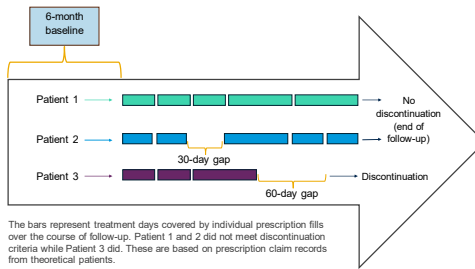 6-month
baseline
Patient 1
No
discontinuation
(end of
follow-up)
Patient 2
30-day gap
Patient 3
Discontinuation
60-day gap
The bars represent treatment days covered by individual prescription fills
over the course of follow-up. Patient 1 and 2 did not meet discontinuation
criteria while Patient 3 did. These are based on prescription claim records
from theoretical patients.